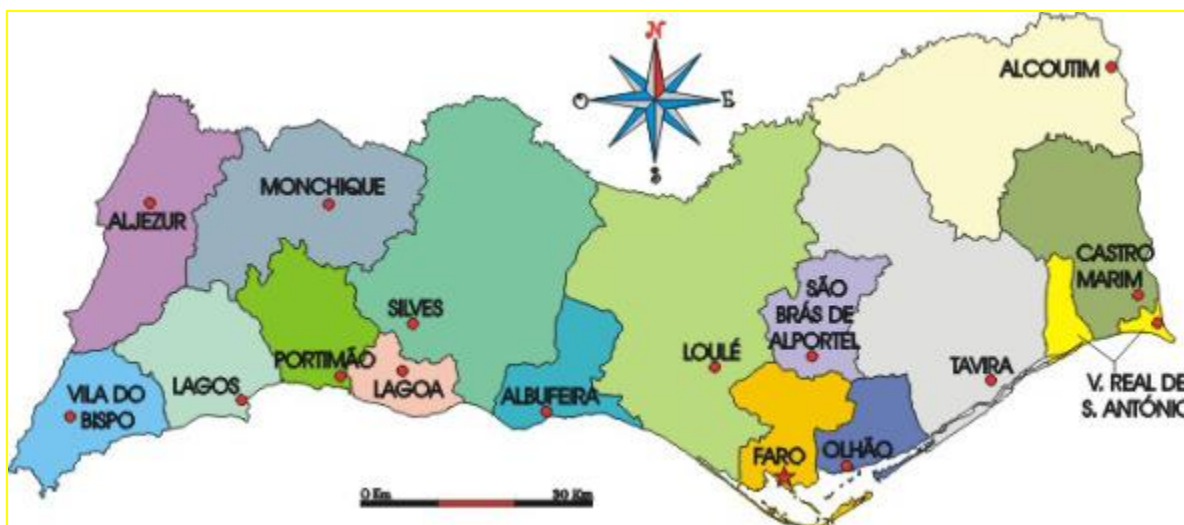 N
O
E
S
ALCOUTIM
MONCHIQUE
ALJEZUR
CASTRO
MARIM
SÃO
BRÁS DE
ALPORTEL
SILVES
LOULÉ
PORTIMÃO
LAGOA
TAVIRA
LAGOS
ALBUFEIRA
VILA DO
BISPO
V. REAL DE
S. ANTÓNIO
FARO
OLHÃO
0 Km
30 Km